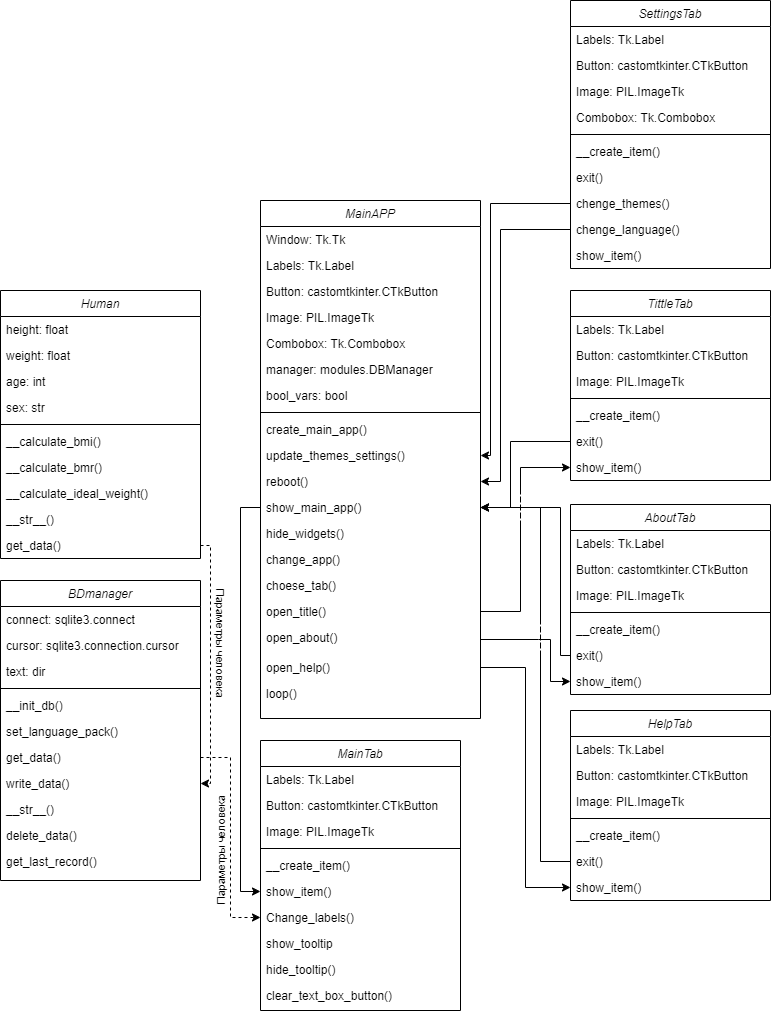 SettingsTab
Labels: Tk.Label
Button: castomtkinter.CTkButton
Image: PIL.ImageTk
Combobox: Tk.Combobox
__create_item()
exit()
chenge_themes()
chenge_language()
show_item()
MainAPP
Window: Tk.Tk
Labels: Tk.Label
Button: castomtkinter.CTkButton
Image: PIL.ImageTk
Combobox: Tk.Combobox
manager: modules.DBManager
bool_vars: bool
create_main_app()
update_themes_settings()
reboot()
show_main_app()
hide_widgets()
change_app()
choese_tab()
open_title()
open_about()
open_help()
loop()
Human
height: float
weight: float
age: int
sex: str
__calculate_bmi()
__calculate_bmr()
__calculate_ideal_weight()
__str__()
get_data()
TittleTab
Labels: Tk.Label
Button: castomtkinter.CTkButton
Image: PIL.ImageTk
__create_item()
exit()
show_item()
AboutTab
Labels: Tk.Label
Button: castomtkinter.CTkButton
Image: PIL.ImageTk
__create_item()
exit()
show_item()
BDmanager
connect: sqlite3.connect
cursor: sqlite3.connection.cursor
text: dir
__init_db()
set_language_pack()
get_data()
write_data()
__str__()
delete_data()
get_last_record()
Параметры человека
Параметры человека
HelpTab
Labels: Tk.Label
Button: castomtkinter.CTkButton
Image: PIL.ImageTk
__create_item()
exit()
show_item()
MainTab
Labels: Tk.Label
Button: castomtkinter.CTkButton
Image: PIL.ImageTk
__create_item()
show_item()
Change_labels()
show_tooltip
hide_tooltip()
clear_text_box_button()